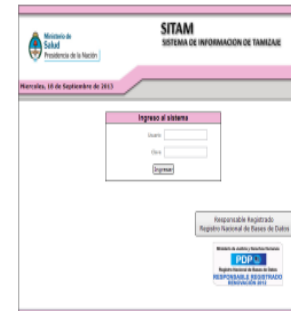 Ministerio de
Salud
Presidencia de la Nación
SITAM
SISTEMA DE INFORMACION DE TAMIZAJE
Miercoles, 18 de Septiembre de 2013
Ingreso al sistema
Usuario
Clave
Ingresar
Responsable Registrado
Registro Nacional de Bases de Datos
Ministerio de Justicia y Derechos Humanos
PDP
Registro Nacional de Bases de Datos
RESPONSABLE REGISTRADO
RENOVACIÓN 2013